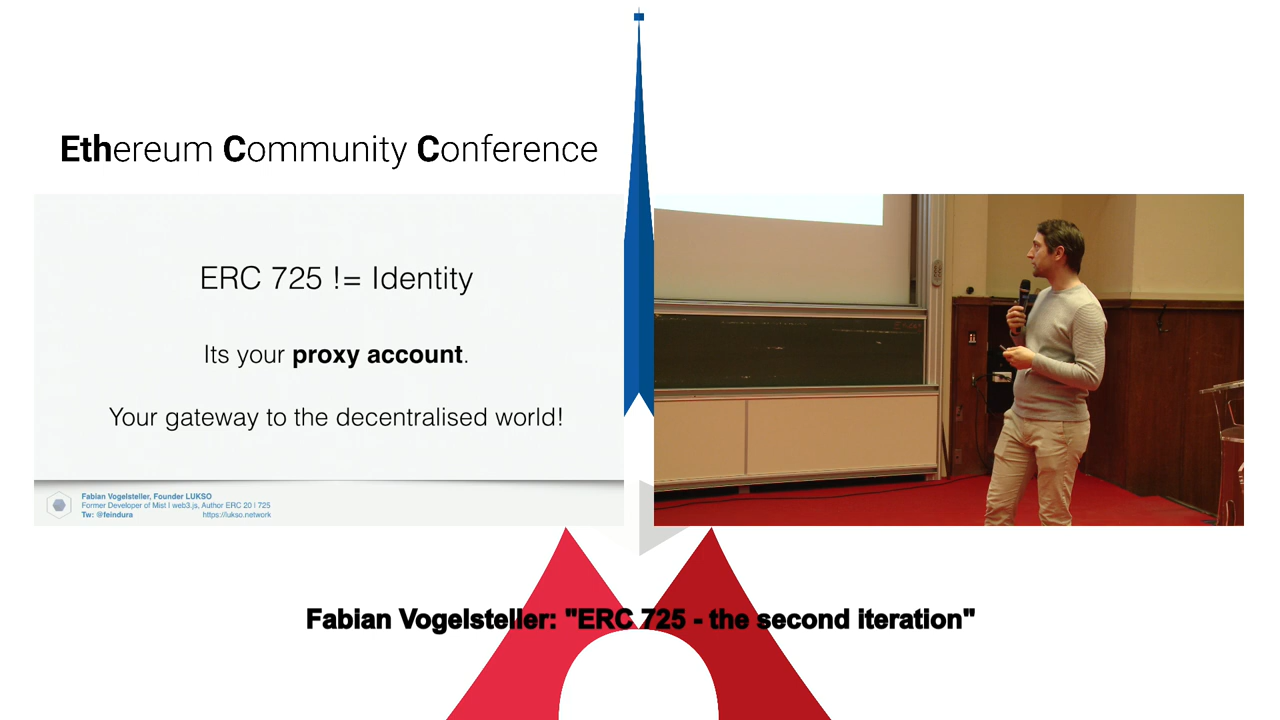 Ethereum Community Conference
ERC 725 != Identity
Its your proxy account.
Your gateway to the decentralised world!
Fabian Vogelsteller, Founder LUKSO
Former Developer of Mist | web3.js, Author ERC 20 | 725
Tw: @feindura https://lukso.network
Fabian Vogelsteller: "ERC 725 - the second iteration"